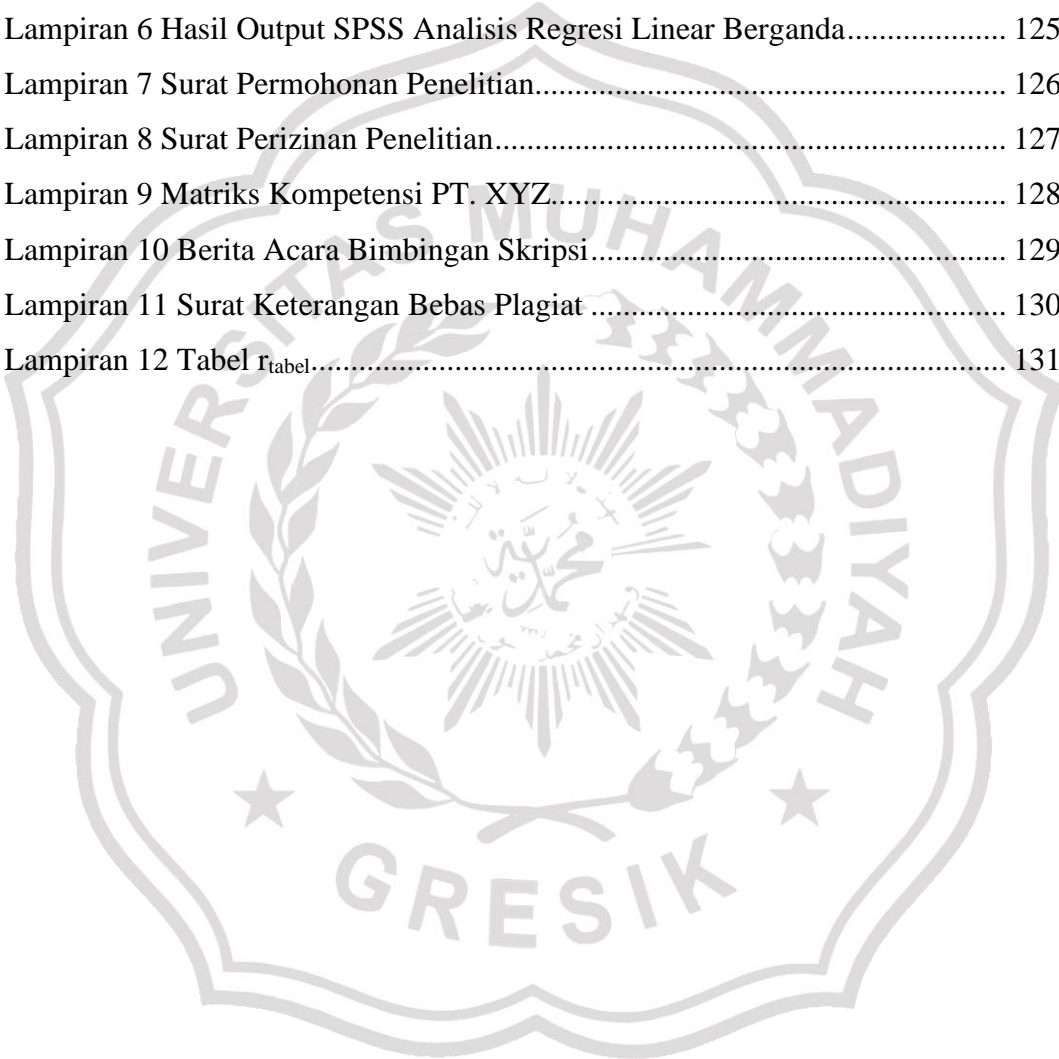 Lampiran 6 Hasil Output SPSS Analisis Regresi Linear Berganda................... 125
Lampiran 7 Surat Permohonan Penelitian........................................................ 126
Lampiran 8 Surat Perizinan Penelitian............................................................. 127
Lampiran 9 Matriks Kompetensi PT. XYZ...................................................... 128
Lampiran 10 Berita Acara Bimbingan Skripsi.................................................. 129
Lampiran 11 Surat Keterangan Bebas Plagiat .................................................. 130
Lampiran 12 Tabel rtabel.................................................................................... 131
UNIVERSITAS MUHAMMADIYAH
GRESIK